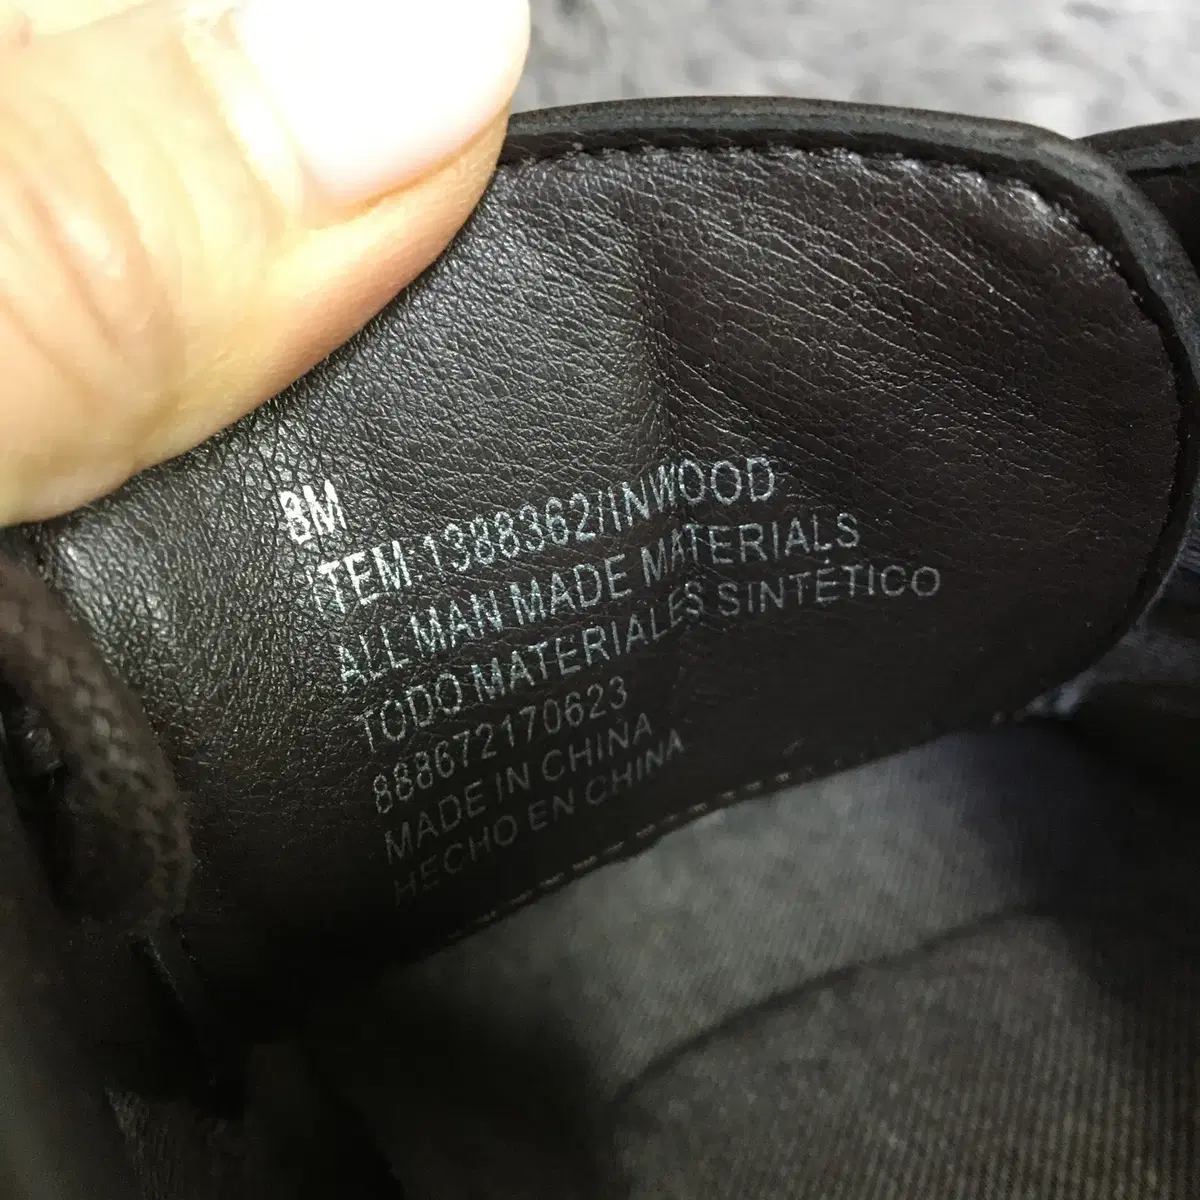 8M
ITEM:1388362/INWOOD
ALL MAN MADE MATERIALS
TODO MATERIALES SINTÉTICO
888672170623
MADE IN CHINA
HECHO EN CHINA